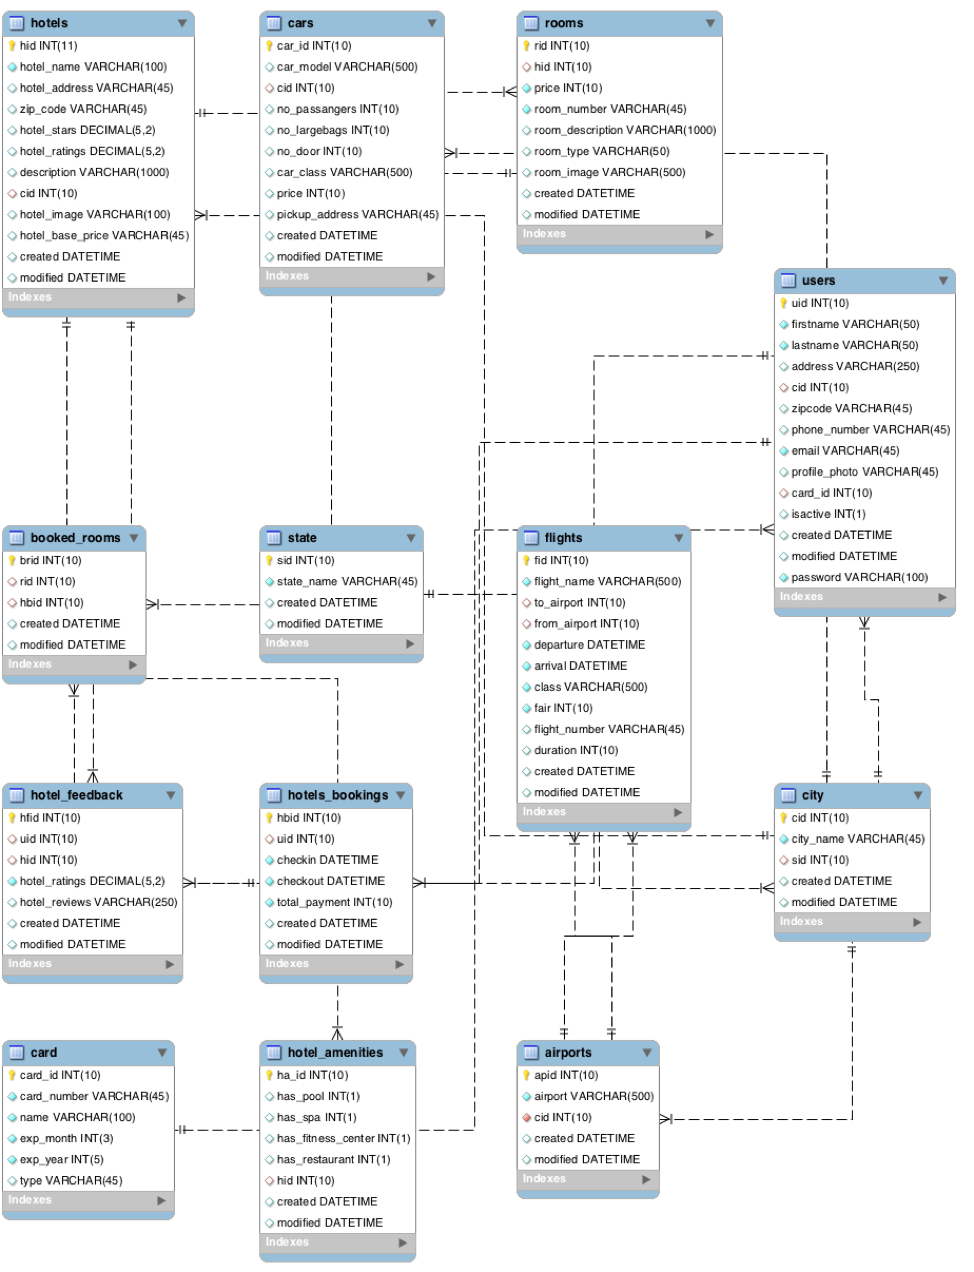 hotels
hid INT(11)
hotel_name VARCHAR(100)
hotel_address VARCHAR(45)
zip_code VARCHAR(45)
hotel_stars DECIMAL(5,2)
hotel_ratings DECIMAL(5,2)
description VARCHAR(1000)
cid INT(10)
hotel_image VARCHAR(100)
hotel_base_price VARCHAR(45)
created DATETIME
modified DATETIME
Indexes
cars
car_id INT(10)
car_model VARCHAR(500)
cid INT(10)
no_passangers INT(10)
no_largebags INT(10)
no_door INT(10)
car_class VARCHAR(500)
price INT(10)
pickup_address VARCHAR(45)
created DATETIME
modified DATETIME
Indexes
rooms
rid INT(10)
hid INT(10)
price INT(10)
room_number VARCHAR(45)
room_description VARCHAR(1000)
room_type VARCHAR(50)
room_image VARCHAR(500)
created DATETIME
modified DATETIME
Indexes
users
uid INT(10)
firstname VARCHAR(50)
lastname VARCHAR(50)
address VARCHAR(250)
cid INT(10)
zipcode VARCHAR(45)
phone_number VARCHAR(45)
email VARCHAR(45)
profile_photo VARCHAR(45)
card_id INT(10)
isactive INT(1)
created DATETIME
modified DATETIME
password VARCHAR(100)
Indexes
booked_rooms
brid INT(10)
rid INT(10)
hbid INT(10)
created DATETIME
modified DATETIME
Indexes
state
sid INT(10)
state_name VARCHAR(45)
created DATETIME
modified DATETIME
Indexes
flights
fid INT(10)
flight_name VARCHAR(500)
to_airport INT(10)
from_airport INT(10)
departure DATETIME
arrival DATETIME
class VARCHAR(500)
fair INT(10)
flight_number VARCHAR(45)
duration INT(10)
created DATETIME
modified DATETIME
Indexes
hotel_feedback
hfid INT(10)
uid INT(10)
hid INT(10)
hotel_ratings DECIMAL(5,2)
hotel_reviews VARCHAR(250)
created DATETIME
modified DATETIME
Indexes
hotels_bookings
hbid INT(10)
uid INT(10)
checkin DATETIME
checkout DATETIME
total_payment INT(10)
created DATETIME
modified DATETIME
Indexes
city
cid INT(10)
city_name VARCHAR(45)
sid INT(10)
created DATETIME
modified DATETIME
Indexes
card
card_id INT(10)
card_number VARCHAR(45)
name VARCHAR(100)
exp_month INT(3)
exp_year INT(5)
type VARCHAR(45)
Indexes
hotel_amenities
ha_id INT(10)
has_pool INT(1)
has_spa INT(1)
has_fitness_center INT(1)
has_restaurant INT(1)
hid INT(10)
created DATETIME
modified DATETIME
Indexes
airports
apid INT(10)
airport VARCHAR(500)
cid INT(10)
created DATETIME
modified DATETIME
Indexes